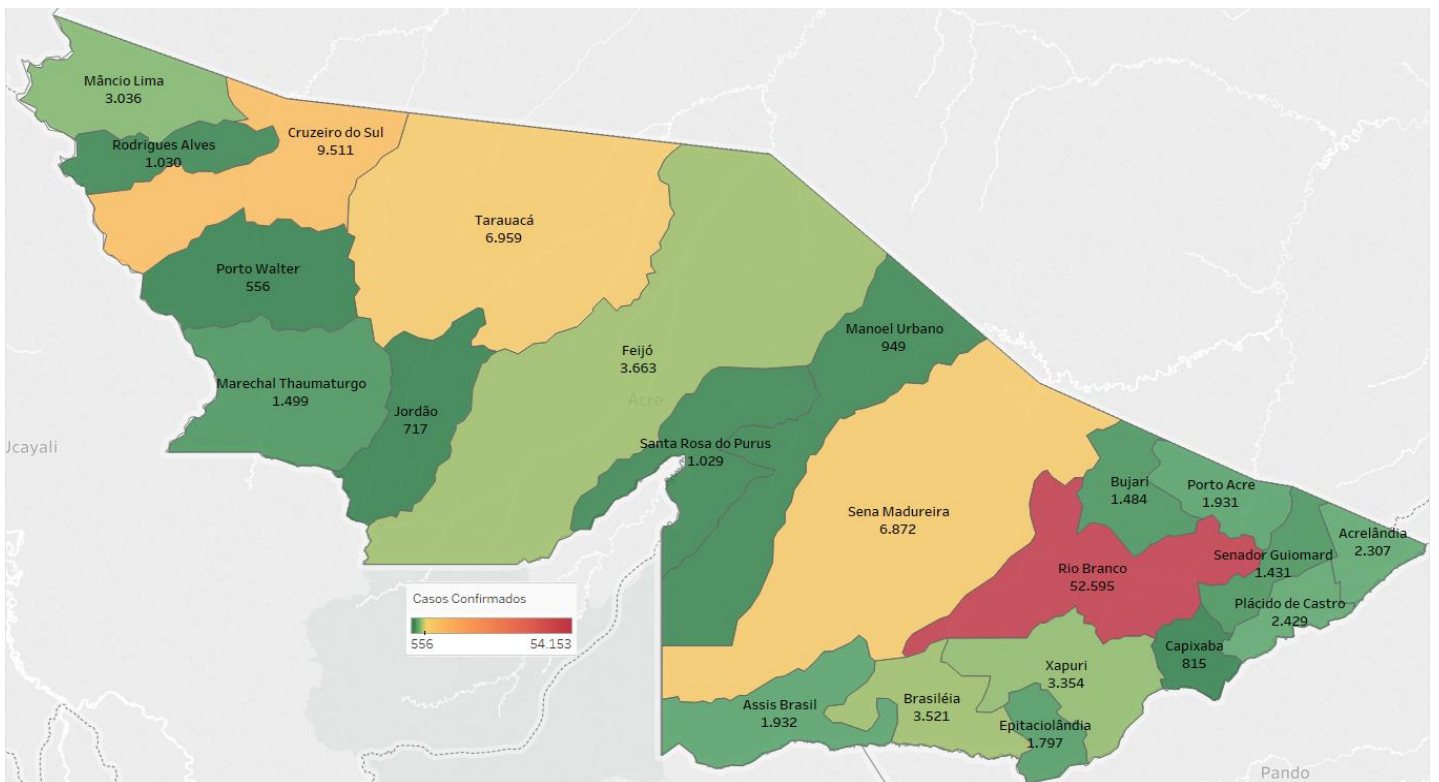 Mâncio Lima
3.036
Cruzeiro do Sul
9.511
Rodrigues Alves
1.030
Tarauacá
6.959
Porto Walter
556
Manoel Urbano
949
Feijó
3.663
Marechal Thaumaturgo
1.499
Acre
Jordão
717
Santa Rosa do Purus
1.029
Jcayali
Bujari
1.484
Porto Acre
1.931
Sena Madureira
6.872
Acrelândia
2.307
Senador Guiomard
1.431
Rio Branco
52.595
Casos Confirmados
556
54.153
Plácido de Castro
2.429
Capixaba
815
Xapuri
3.354
Brasiléia
3.521
Assis Brasil
1.932
Epitaciolândia
1.797
Pando